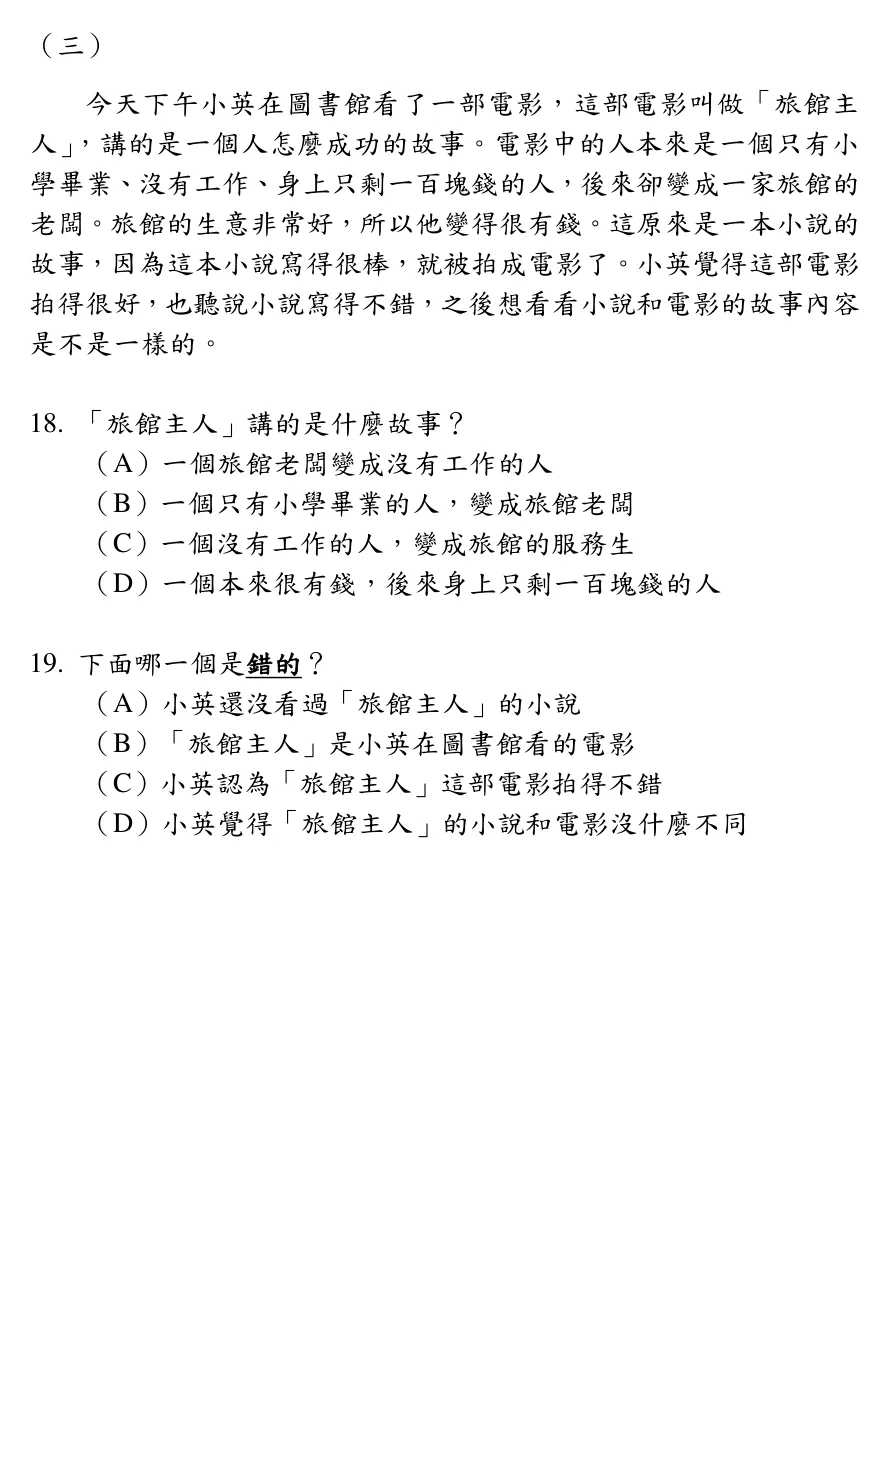 （三）
今天下午小英在圖書館看了一部電影，這部電影叫做「旅館主
人」，講的是一個人怎麼成功的故事。電影中的人本來是一個只有小
學畢業、沒有工作、身上只剩一百塊錢的人，後來卻變成一家旅館的
老闆。旅館的生意非常好，所以他變得很有錢。這原來是一本小說的
故事，因為這本小說寫得很棒，就被拍成電影了。小英覺得這部電影
拍得很好，也聽說小說寫得不錯，之後想看看小說和電影的故事內容
是不是一樣的。
18. 「旅館主人」講的是什麼故事？
（A）一個旅館老闆變成沒有工作的人
（B）一個只有小學畢業的人，變成旅館老闆
（C）一個沒有工作的人，變成旅館的服務生
（D）一個本來很有錢，後來身上只剩一百塊錢的人
19. 下面哪一個是錯的？
（A）小英還沒看過「旅館主人」的小說
（B）「旅館主人」是小英在圖書館看的電影
（C）小英認為「旅館主人」這部電影拍得不錯
（D）小英覺得「旅館主人」的小說和電影沒什麼不同